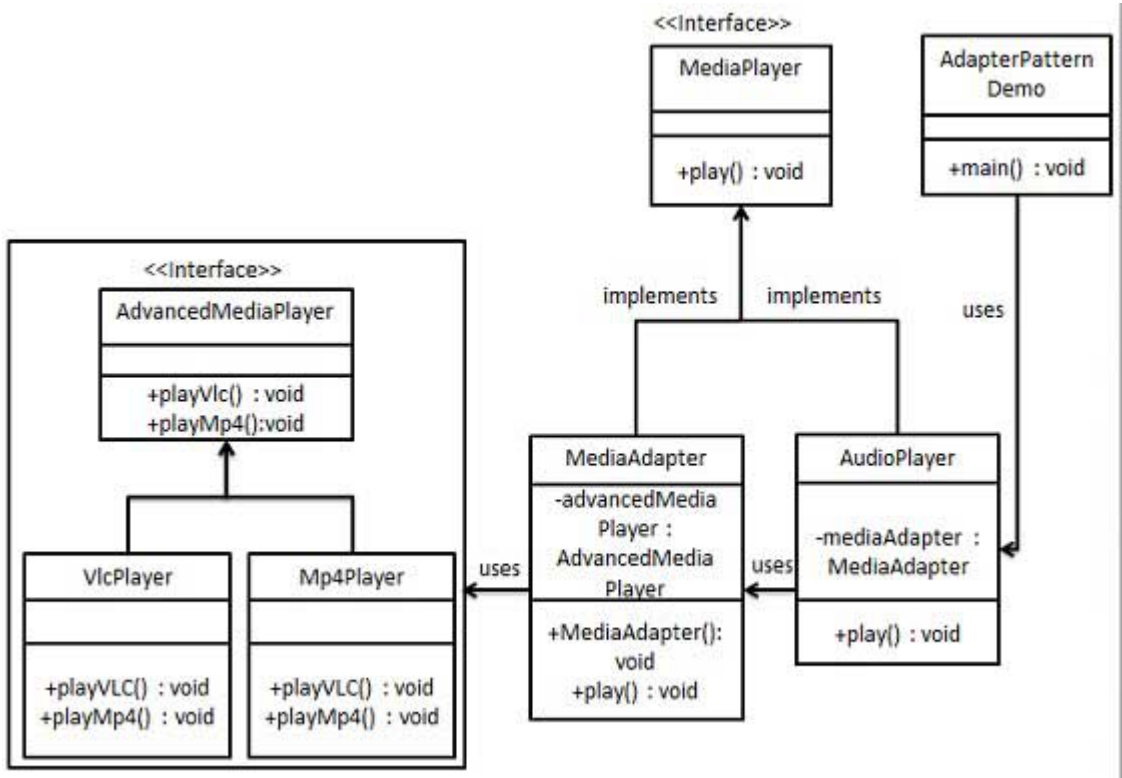 <<Interface>>
MediaPlayer
+play() : void
AdapterPattern
Demo
+main() : void
implements
implements
uses
<<Interface>>
AdvancedMediaPlayer
+playVlc() : void
+playMp4():void
VlcPlayer
+playVLC() : void
+playMp4() : void
Mp4Player
+playVLC() : void
+playMp4() : void
uses
MediaAdapter
-advancedMedia
Player :
AdvancedMedia
Player
+MediaAdapter():
void
+play() : void
uses
AudioPlayer
-mediaAdapter :
MediaAdapter
+play() : void